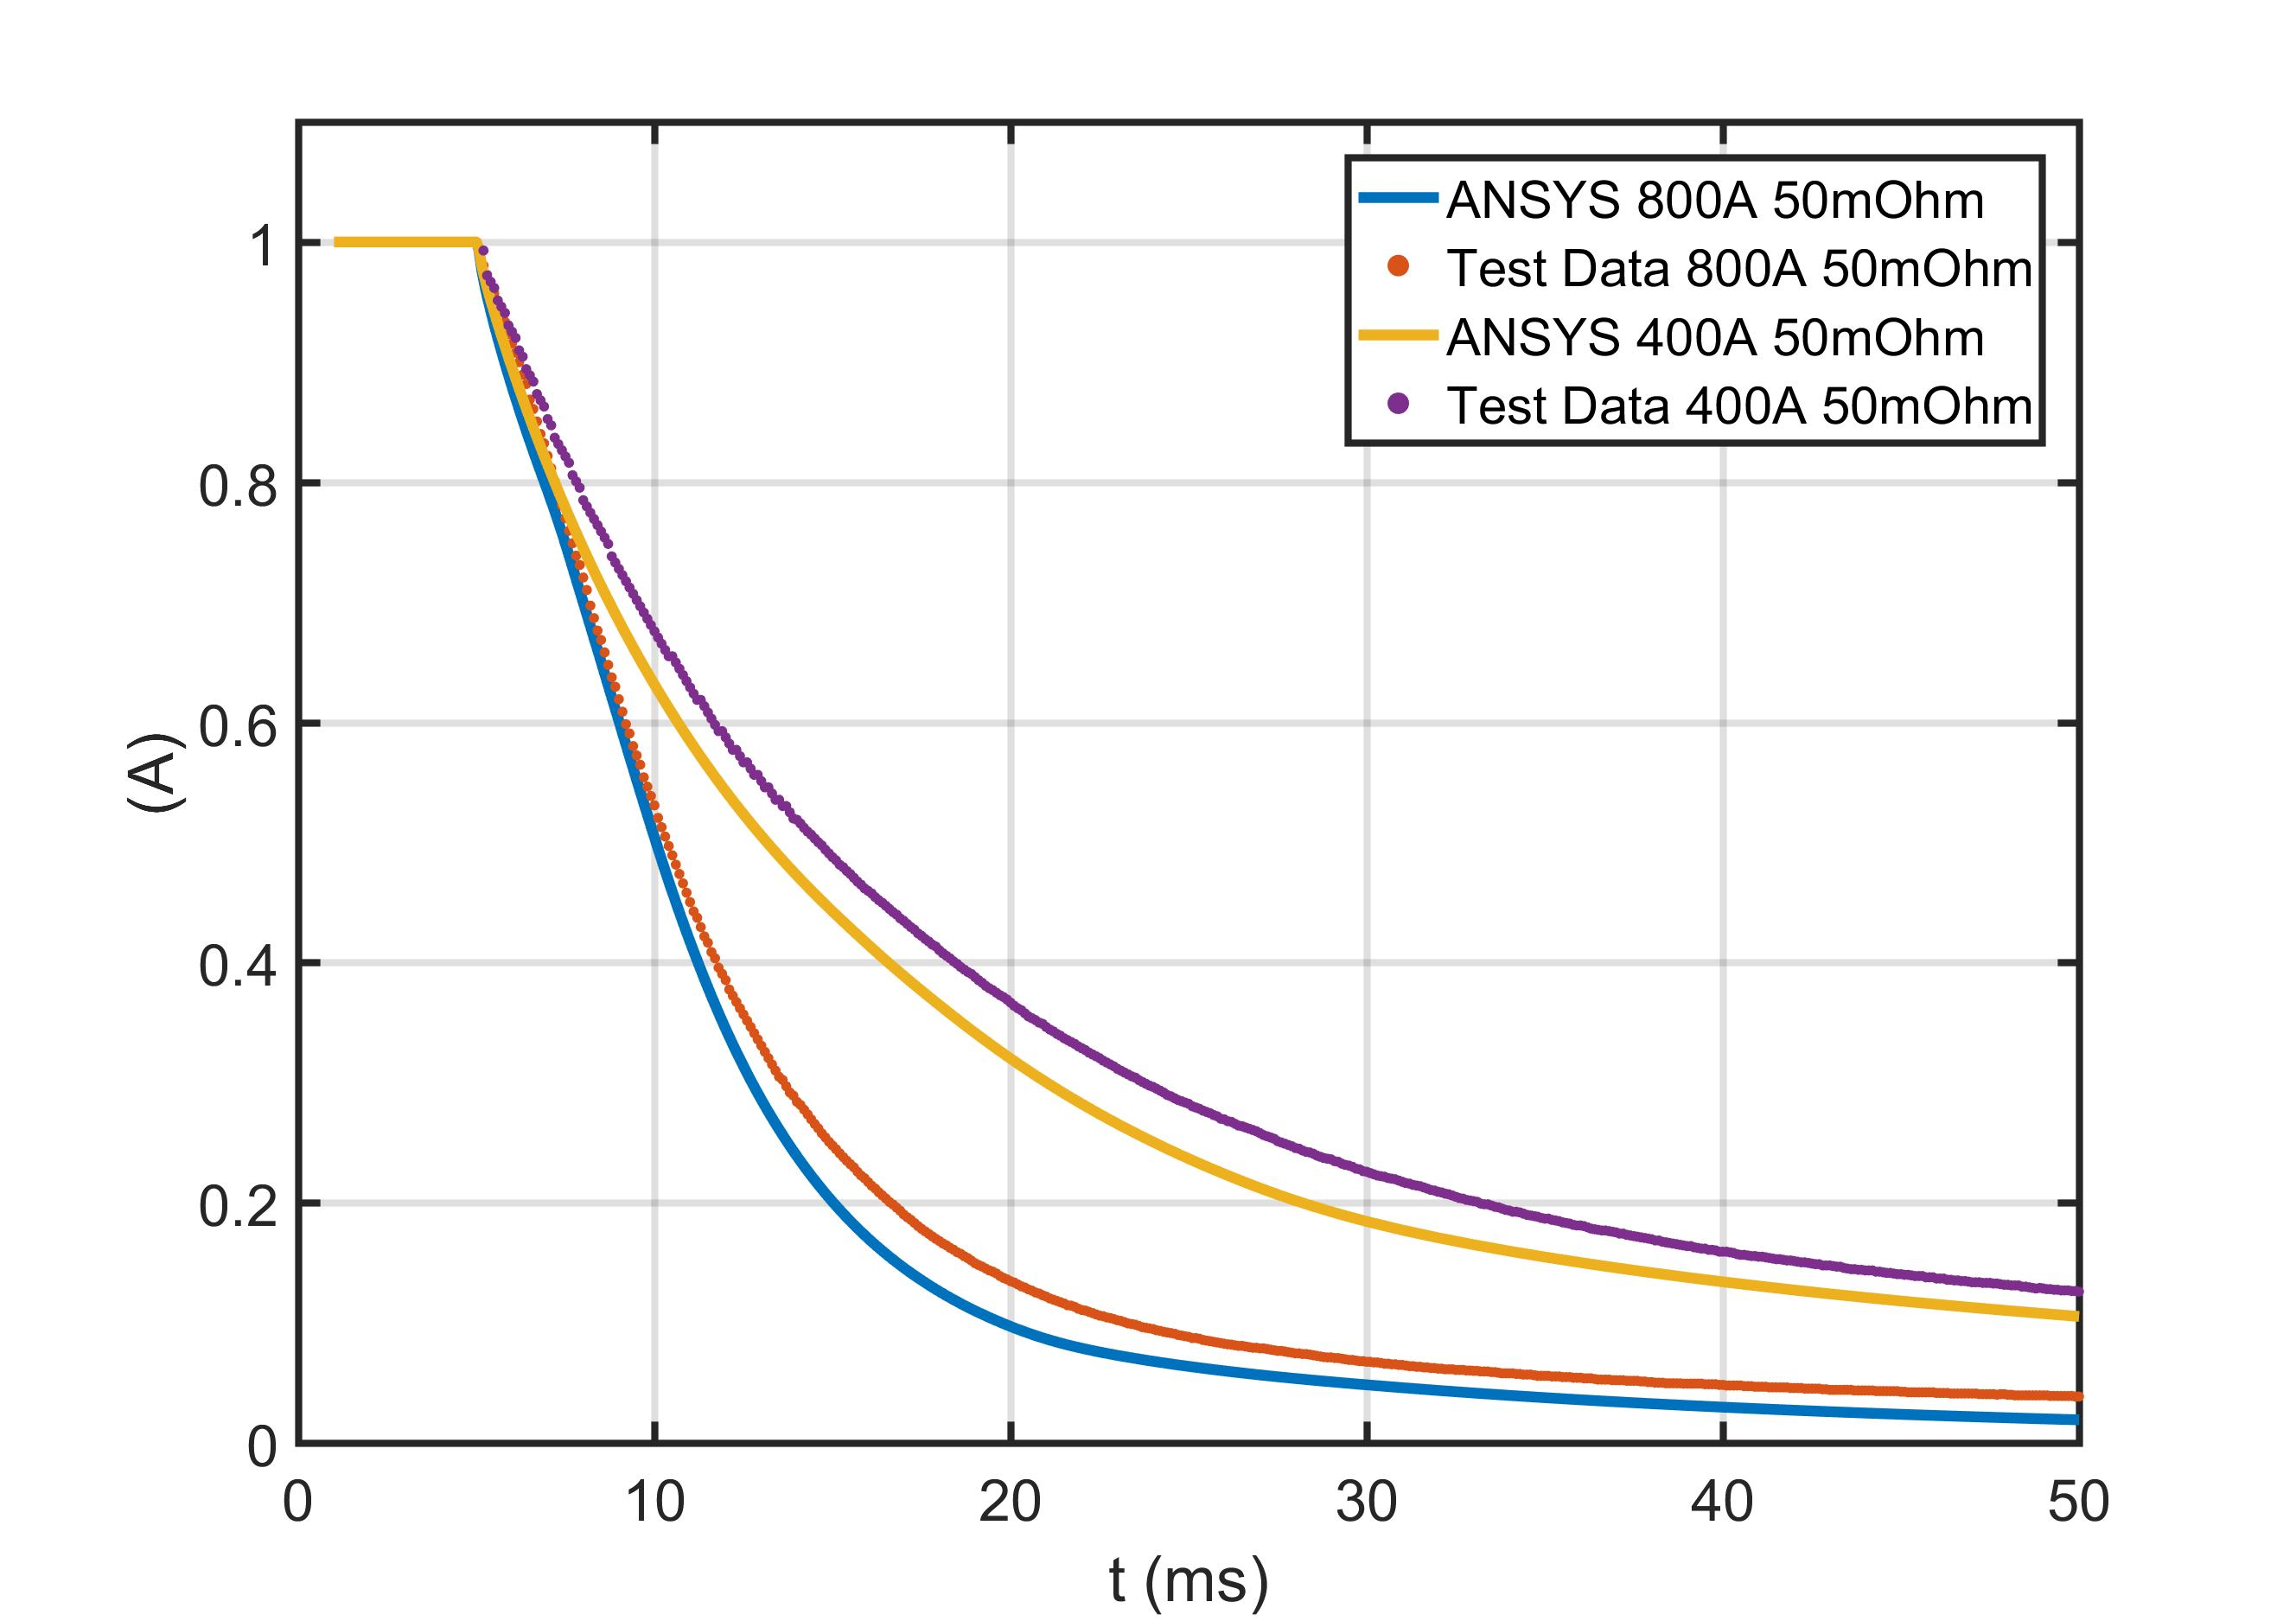 ANSYS 800A 50mOhm
Test Data 800A 50mOhm
ANSYS 400A 50mOhm
Test Data 400A 50mOhm
1
0.8
0.6
0.4
0.2
0
(A)
0 10 20 30 40 50
t (ms)